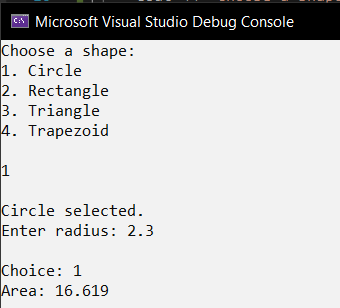 Microsoft Visual Studio Debug Console
Choose a shape:
1. Circle
2. Rectangle
3. Triangle
4. Trapezoid
1
Circle selected.
Enter radius: 2.3
Choice: 1
Area: 16.619